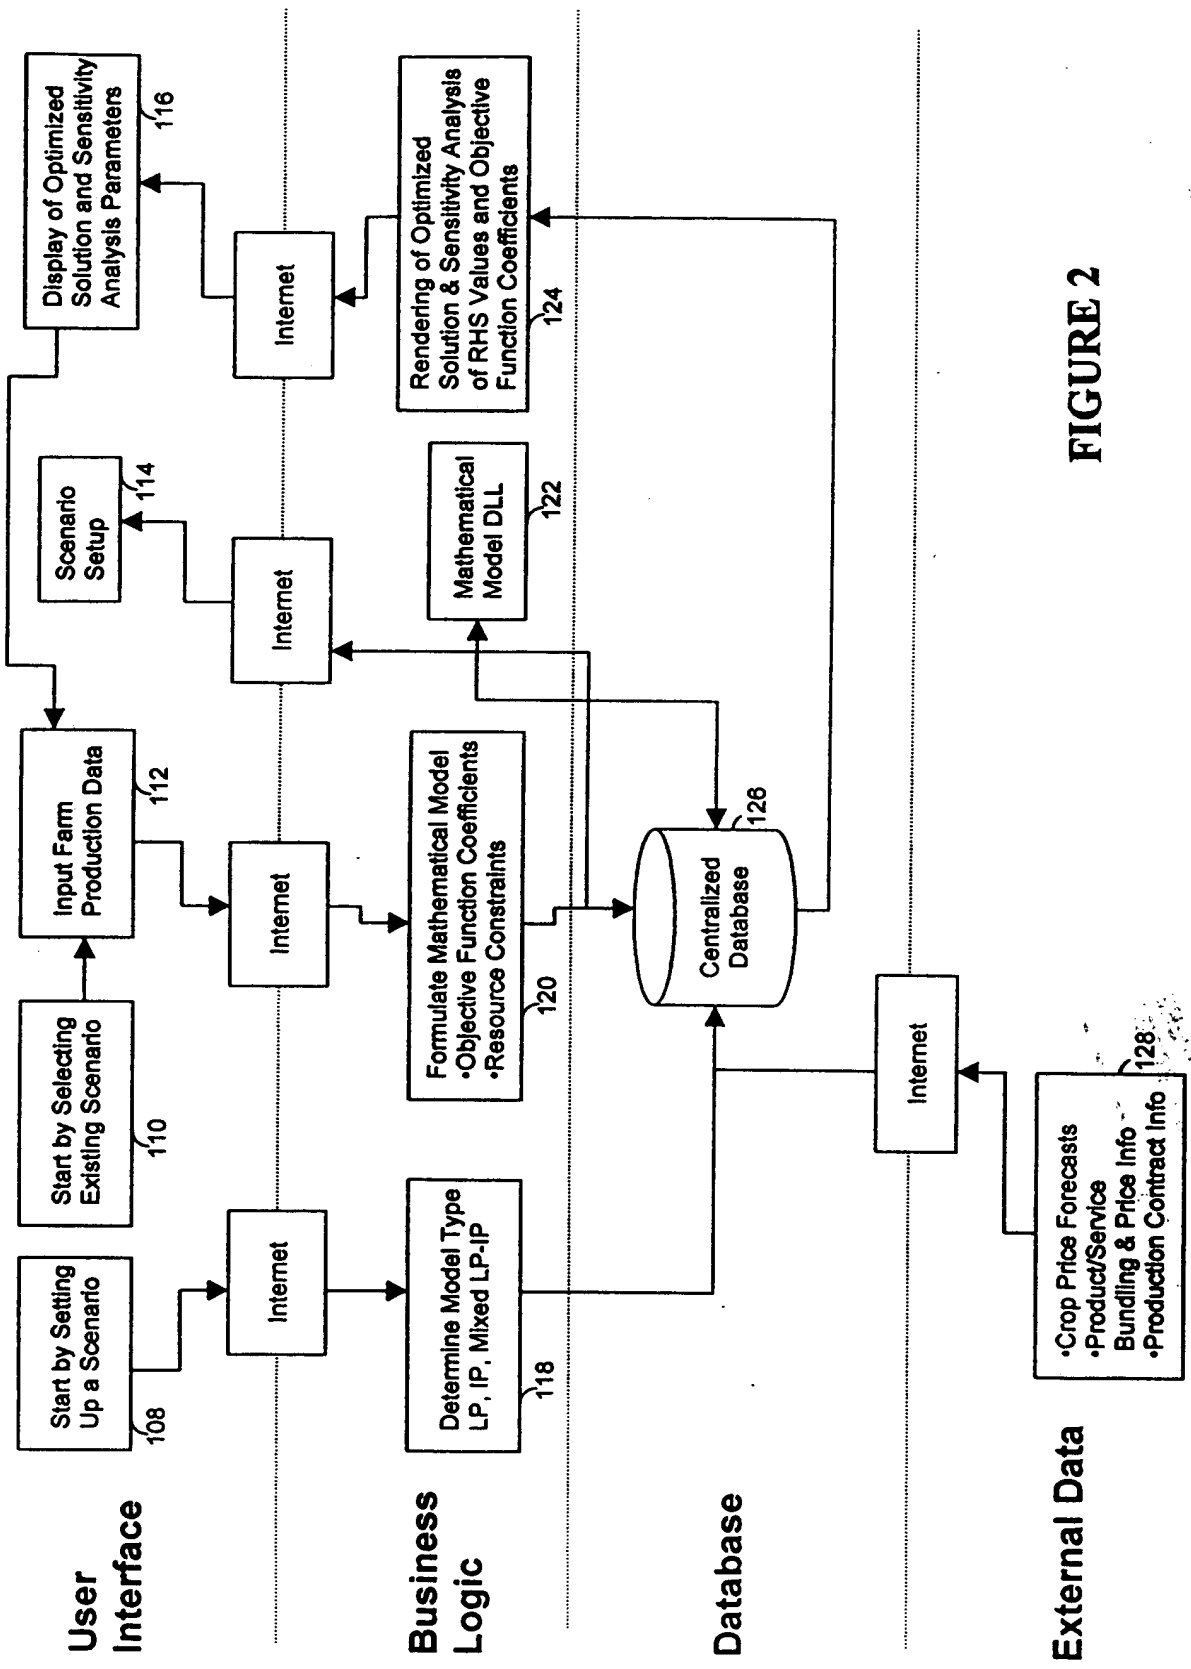 User
Interface
Start by Setting
Up a Scenario
108
Start by Selecting
Existing Scenario
110
Input Farm
Production Data
112
Scenario
Setup
114
Display of Optimized
Solution and Sensitivity
Analysis Parameters
116
Internet
Internet
Internet
Internet
Business
Logic
Determine Model Type
LP, IP, Mixed LP-IP
118
Formulate Mathematical Model
•Objective Function Coefficients
•Resource Constraints
120
Mathematical
Model DLL
122
Rendering of Optimized
Solution & Sensitivity Analysis
of RHS Values and Objective
Function Coefficients
124
Database
Centralized
Database
126
Internet
External Data
•Crop Price Forecasts
•Product/Service
Bundling & Price Info
•Production Contract Info
128
FIGURE 2